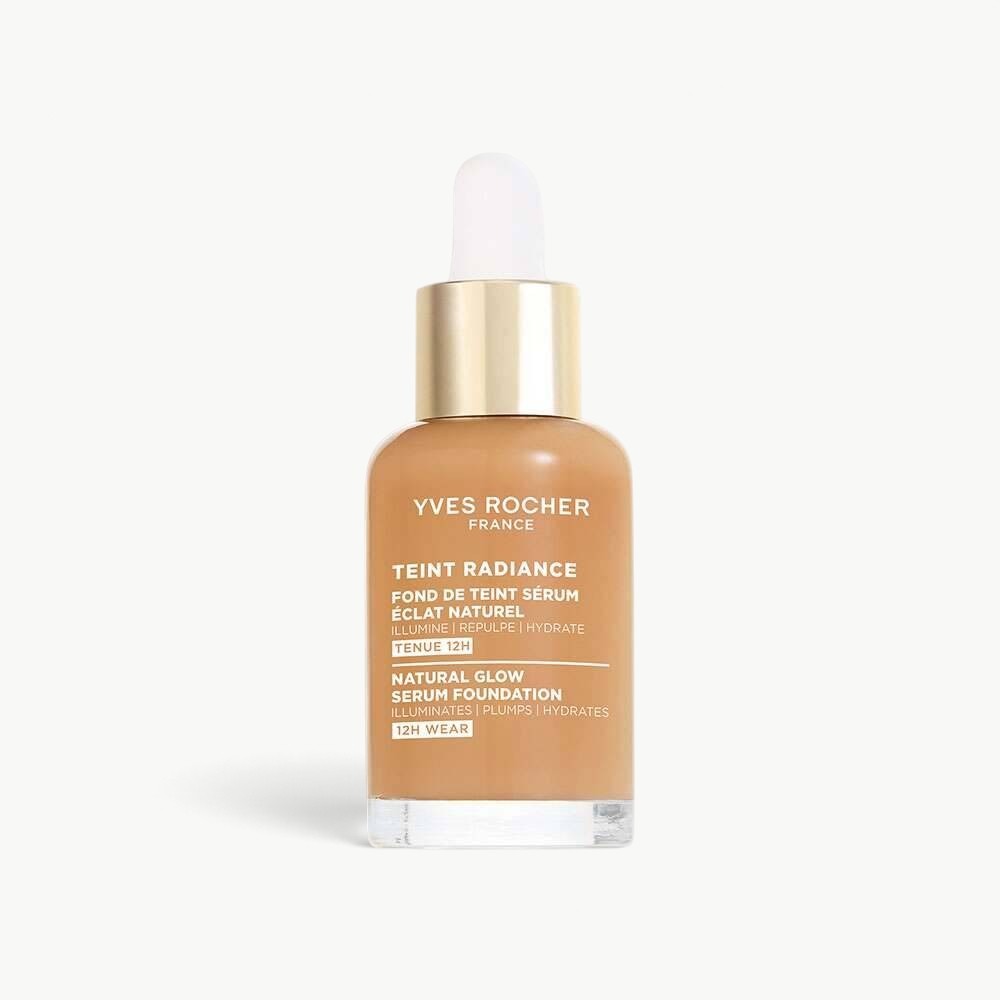 YVES ROCHER
FRANCE
TEINT RADIANCE
FOND DE TEINT SÉRUM
ÉCLAT NATUREL
ILLUMINE | REPULPE | HYDRATE
TENUE 12H
NATURAL GLOW
SERUM FOUNDATION
ILLUMINATES | PLUMPS | HYDRATES
12H WEAR